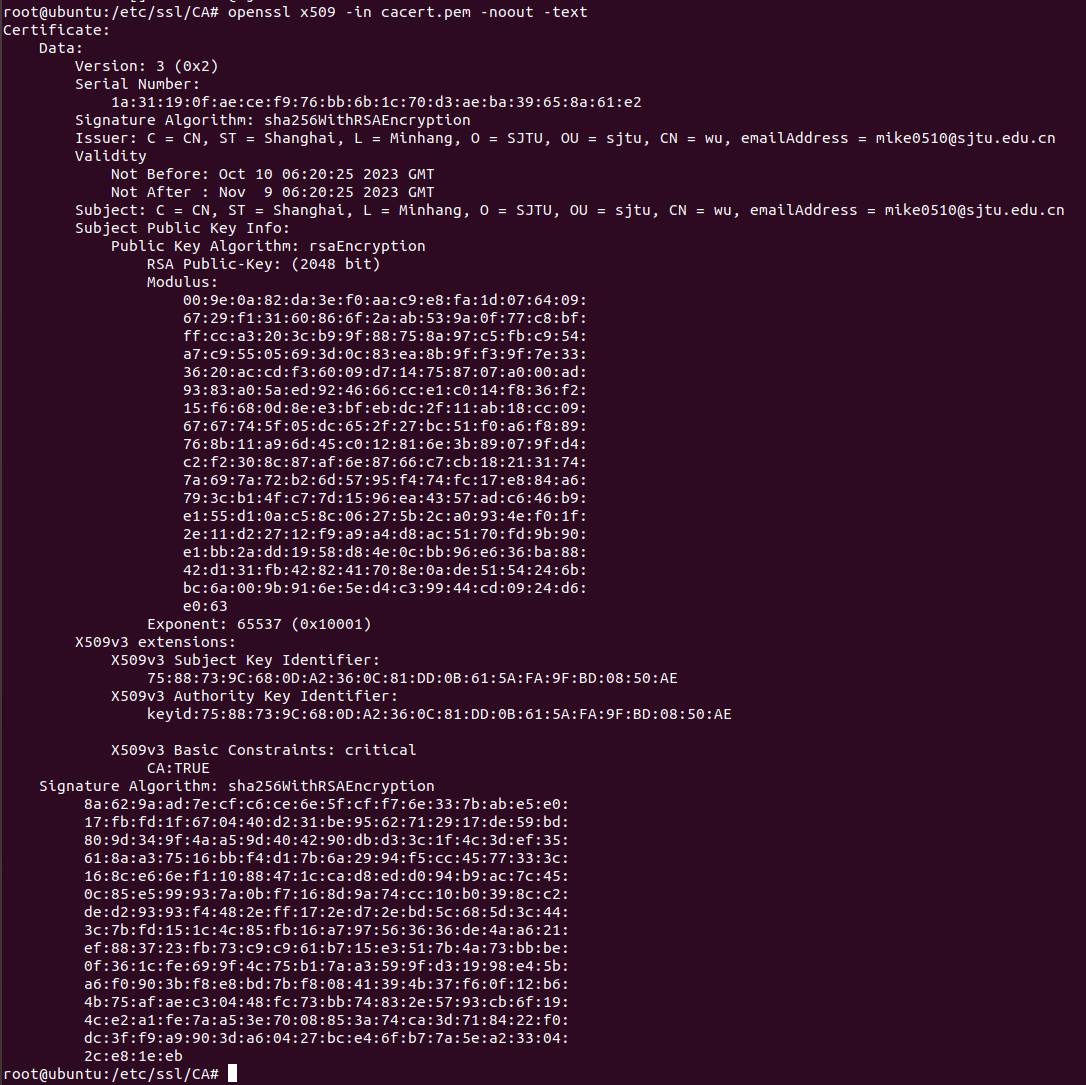 root@ubuntu:/etc/ssl/CA# openssl x509 -in cacert.pem -noout -text
Certificate:
    Data:
        Version: 3 (0x2)
        Serial Number:
            1a:31:19:0f:ae:ce:f9:76:bb:6b:1c:70:d3:ae:ba:39:65:8a:61:e2
        Signature Algorithm: sha256WithRSAEncryption
        Issuer: C = CN, ST = Shanghai, L = Minhang, O = SJTU, OU = sjtu, CN = wu, emailAddress = mike0510@sjtu.edu.cn
        Validity
            Not Before: Oct 10 06:20:25 2023 GMT
            Not After : Nov  9 06:20:25 2023 GMT
        Subject: C = CN, ST = Shanghai, L = Minhang, O = SJTU, OU = sjtu, CN = wu, emailAddress = mike0510@sjtu.edu.cn
        Subject Public Key Info:
            Public Key Algorithm: rsaEncryption
                RSA Public-Key: (2048 bit)
                Modulus:
                    00:9e:0a:82:da:3e:f0:aa:c9:e8:fa:1d:07:64:09:
                    67:29:f1:31:60:86:6f:2a:ab:53:9a:0f:77:c8:bf:
                    ff:cc:a3:20:3c:b9:9f:88:75:8a:97:c5:fb:c9:54:
                    a7:c9:55:05:69:3d:0c:83:ea:8b:9f:f3:9f:7e:33:
                    36:20:ac:cd:f3:60:09:d7:14:75:87:07:a0:00:ad:
                    93:83:a0:5a:ed:92:46:66:cc:e1:c0:14:f8:36:f2:
                    15:f6:68:0d:8e:e3:bf:eb:dc:2f:11:ab:18:cc:09:
                    67:67:74:5f:05:dc:65:2f:27:bc:51:f0:a6:f8:89:
                    76:8b:11:a9:6d:45:c0:12:81:6e:3b:89:07:9f:d4:
                    c2:f2:30:8c:87:af:6e:87:66:c7:cb:18:21:31:74:
                    7a:69:7a:72:b2:6d:57:95:f4:74:fc:17:e8:84:a6:
                    79:3c:b1:4f:c7:7d:15:96:ea:43:57:ad:c6:46:b9:
                    e1:55:d1:0a:c5:8c:06:27:5b:2c:a0:93:4e:f0:1f:
                    2e:11:d2:27:12:f9:a9:a4:d8:ac:51:70:fd:9b:90:
                    e1:bb:2a:dd:19:58:d8:4e:0c:bb:96:e6:36:ba:88:
                    42:d1:31:fb:42:82:41:70:8e:0a:de:51:54:24:6b:
                    bc:6a:00:9b:91:6e:5e:d4:c3:99:44:cd:09:24:d6:
                    e0:63
                Exponent: 65537 (0x10001)
        X509v3 extensions:
            X509v3 Subject Key Identifier:
                75:88:73:9C:68:0D:A2:36:0C:81:DD:0B:61:5A:FA:9F:BD:08:50:AE
            X509v3 Authority Key Identifier:
                keyid:75:88:73:9C:68:0D:A2:36:0C:81:DD:0B:61:5A:FA:9F:BD:08:50:AE

            X509v3 Basic Constraints: critical
                CA:TRUE
    Signature Algorithm: sha256WithRSAEncryption
         8a:62:9a:ad:7e:cf:c6:ce:6e:5f:cf:f7:6e:33:7b:ab:e5:e0:
         17:fb:fd:1f:67:04:40:d2:31:be:95:62:71:29:17:de:59:bd:
         80:9d:34:9f:4a:a5:9d:40:42:90:db:d3:3c:1f:4c:3d:ef:35:
         61:8a:a3:75:16:bb:f4:d1:7b:6a:29:94:f5:cc:45:77:33:3c:
         16:8c:e6:6e:f1:10:88:47:1c:ca:d8:ed:d0:94:b9:ac:7c:45:
         0c:85:e5:99:93:7a:0b:f7:16:8d:9a:74:cc:10:b0:39:8c:c2:
         de:d2:93:93:f4:48:2e:ff:17:2e:d7:2e:bd:5c:68:5d:3c:44:
         3c:7b:fd:15:1c:4c:85:fb:16:a7:97:56:36:36:de:4a:a6:21:
         ef:88:37:23:fb:73:c9:c9:61:b7:15:e3:51:7b:4a:73:bb:be:
         0f:36:1c:fe:69:9f:4c:75:b1:7a:a3:59:9f:d3:19:98:e4:5b:
         a6:f0:90:3b:f8:e8:bd:7b:f8:08:41:39:4b:37:f6:0f:12:b6:
         4b:75:af:ae:c3:04:48:fc:73:bb:74:83:2e:57:93:cb:6f:19:
         4c:e2:a1:fe:7a:a5:3e:70:08:85:3a:74:ca:3d:71:84:22:f0:
         dc:3f:f9:a9:90:3d:a6:04:27:bc:e4:6f:b7:7a:5e:a2:33:04:
         2c:e8:1e:eb
root@ubuntu:/etc/ssl/CA#